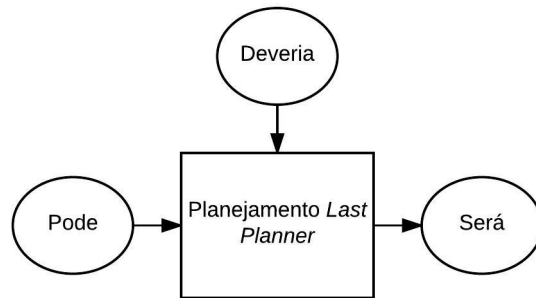 Deveria
Pode
Planejamento Last
Planner
Será